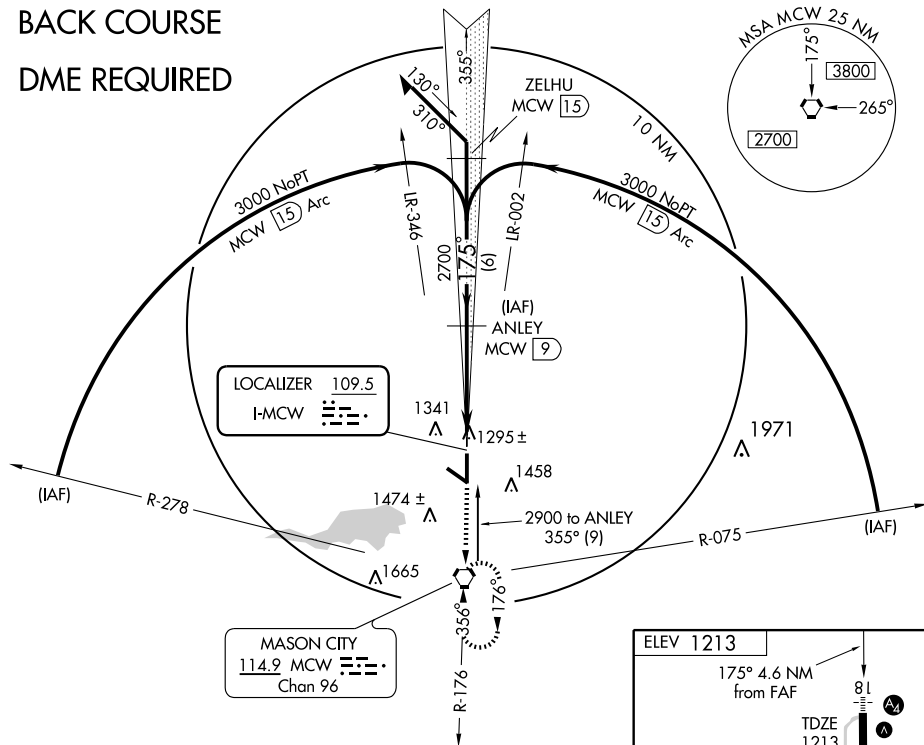 BACK COURSE
DME REQUIRED
MSA MCW 25 NM
175°
3800
265°
2700
355°
130°
310°
ZELHU
MCW 15
10 NM
3000 NoPT
MCW 15 Arc
LR-346
LR-002
3000 NoPT
MCW 15 Arc
2700
175°
(6)
(IAF)
ANLEY
MCW 9
LOCALIZER 109.5
I-MCW
1341
1295 ±
1971
1458
(IAF)
R-278
1474 ±
2900 to ANLEY
355° (9)
R-075
(IAF)
1665
356°
176°
MASON CITY
114.9 MCW
Chan 96
R-176
ELEV 1213
175° 4.6 NM
from FAF
18
A4
TDZE
1213